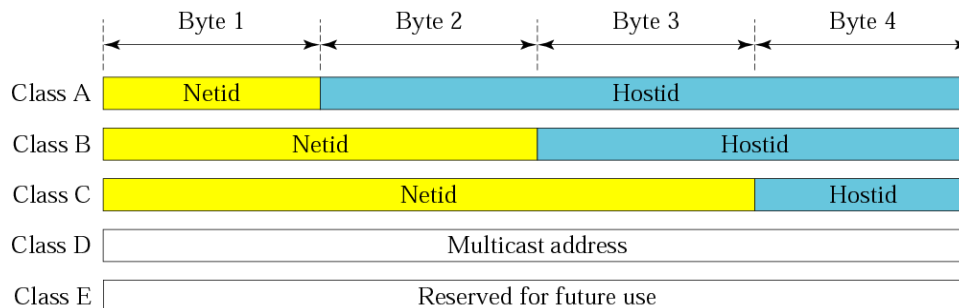 Byte 1 Byte 2 Byte 3 Byte 4
Class A Netid Hostid
Class B Netid Hostid
Class C Netid Hostid
Class D Multicast address
Class E Reserved for future use